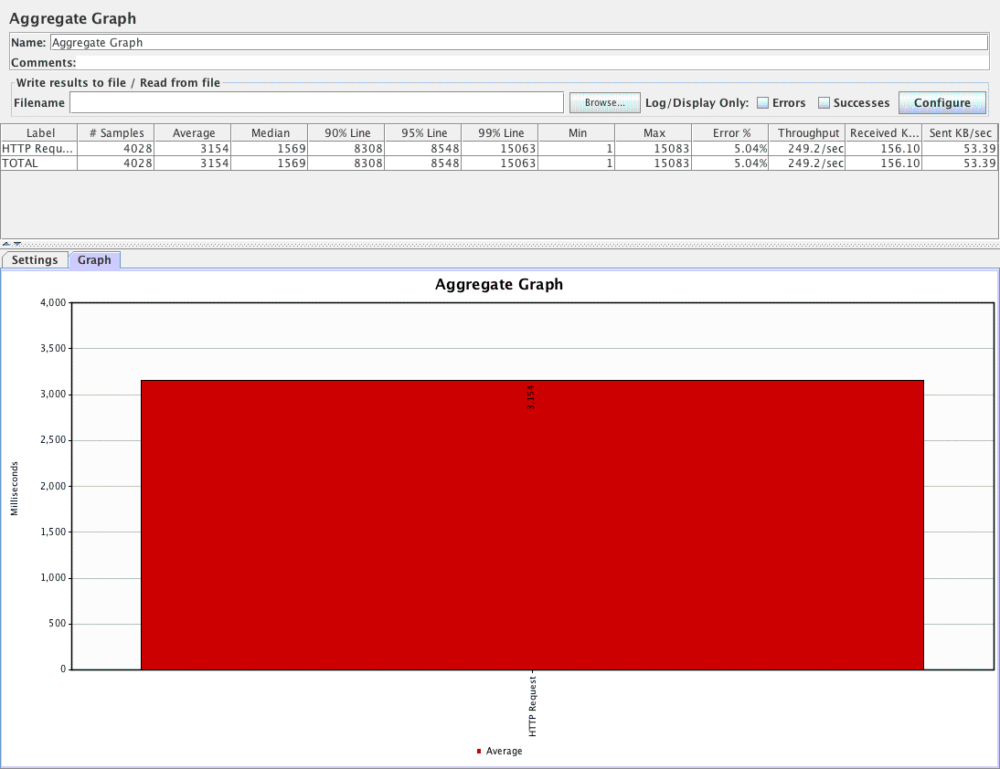 Aggregate Graph
Name: Aggregate Graph
Comments:
Write results to file / Read from file
Filename Browse... Log/Display Only: Errors Successes Configure
Label # Samples Average Median 90% Line 95% Line 99% Line Min Max Error % Throughput Received K... Sent KB/sec
HTTP Requ... 4028 3154 1569 8308 8548 15063 1 15083 5.04% 249.2/sec 156.10 53.39
TOTAL 4028 3154 1569 8308 8548 15063 1 15083 5.04% 249.2/sec 156.10 53.39
Settings Graph
Aggregate Graph
4,000
3,500
3,000
2,500
2,000
1,500
1,000
500
0
Milliseconds
3,154
HTTP Request
Average